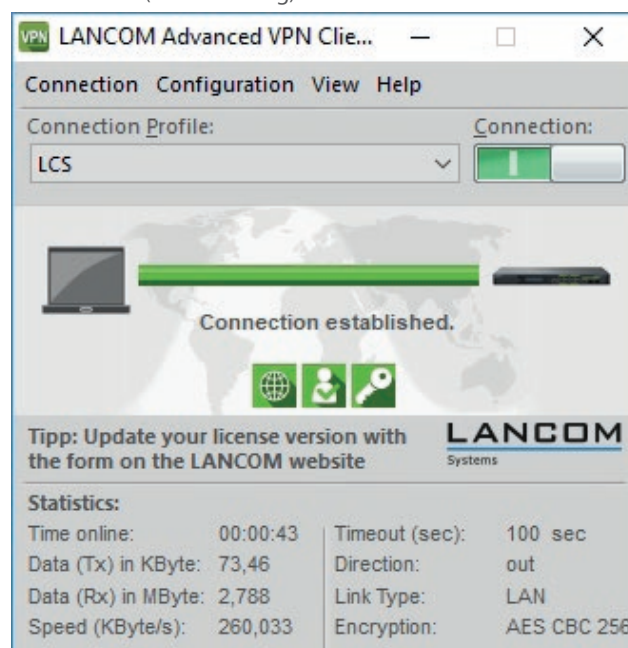 VPN LANCOM Advanced VPN Clie...
Connection Configuration View Help
Connection Profile: Connection:
LCS
Connection established.
Tipp: Update your license version with
the form on the LANCOM website
LANCOM
Systems
Statistics:
Time online: 00:00:43 Timeout (sec): 100 sec
Data (Tx) in KByte: 73,46 Direction: out
Data (Rx) in MByte: 2,788 Link Type: LAN
Speed (KByte/s): 260,033 Encryption: AES CBC 256